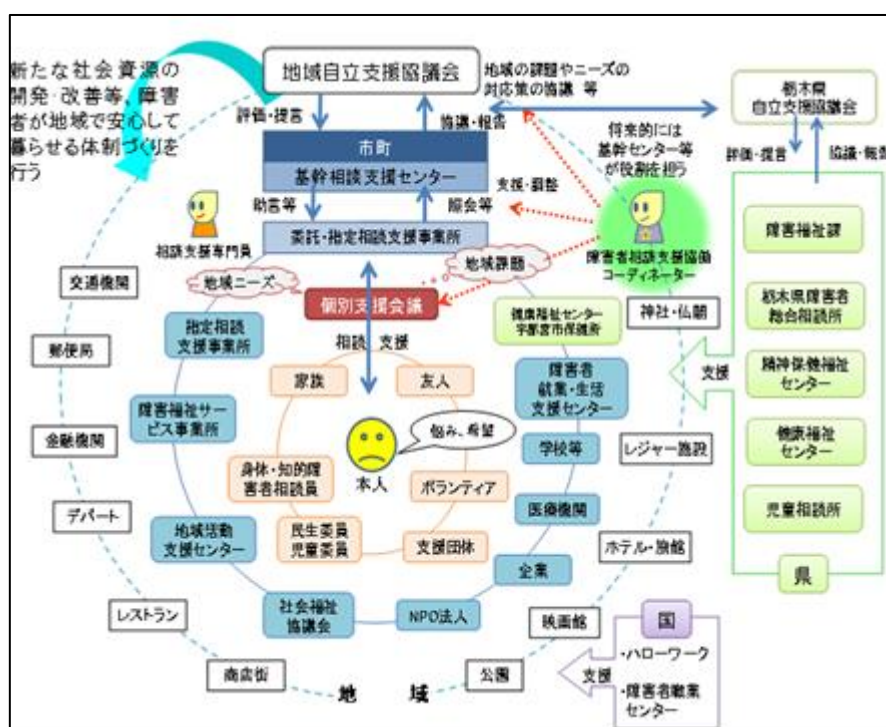 新たな社会資源の
開発・改善等、障害
者が地域で安心して
暮らせる体制づくりを
行う
地域自立支援協議会
地域の課題やニーズの
対応策の協議 等
栃木県
自立支援協議会
評価・提言
協議・報告
将来的には
基幹センター等
が役割を担う
評価・提言
協議・報告
市町
基幹相談支援センター
支援・調整
助言等
照会等
相談支援専門員
委託・指定相談支援事業所
障害者相談支援協働
コーディネーター
障害福祉課
地域ニーズ
地域課題
交通機関
個別支援会議
健康福祉センター
宇都宮市保健所
神社・仏閣
栃木県障害者
総合相談所
指定相談
支援事業所
相談 支援
郵便局
家族
友人
障害者
就業・生活
支援センター
支援
精神保健福祉
センター
障害福祉サー
ビス事業所
悩み、希望
金融機関
学校等
レジャー施設
健康福祉
センター
身体・知的障
害者相談員
本人
ボランティア
医療機関
児童相談所
デパート
地域活動
支援センター
民生委員
児童委員
支援団体
ホテル・旅館
企業
県
レストラン
社会福祉
協議会
NPO法人
映画館
国
・ハローワーク
・障害者職業
センター
支援
商店街
地 域
公園